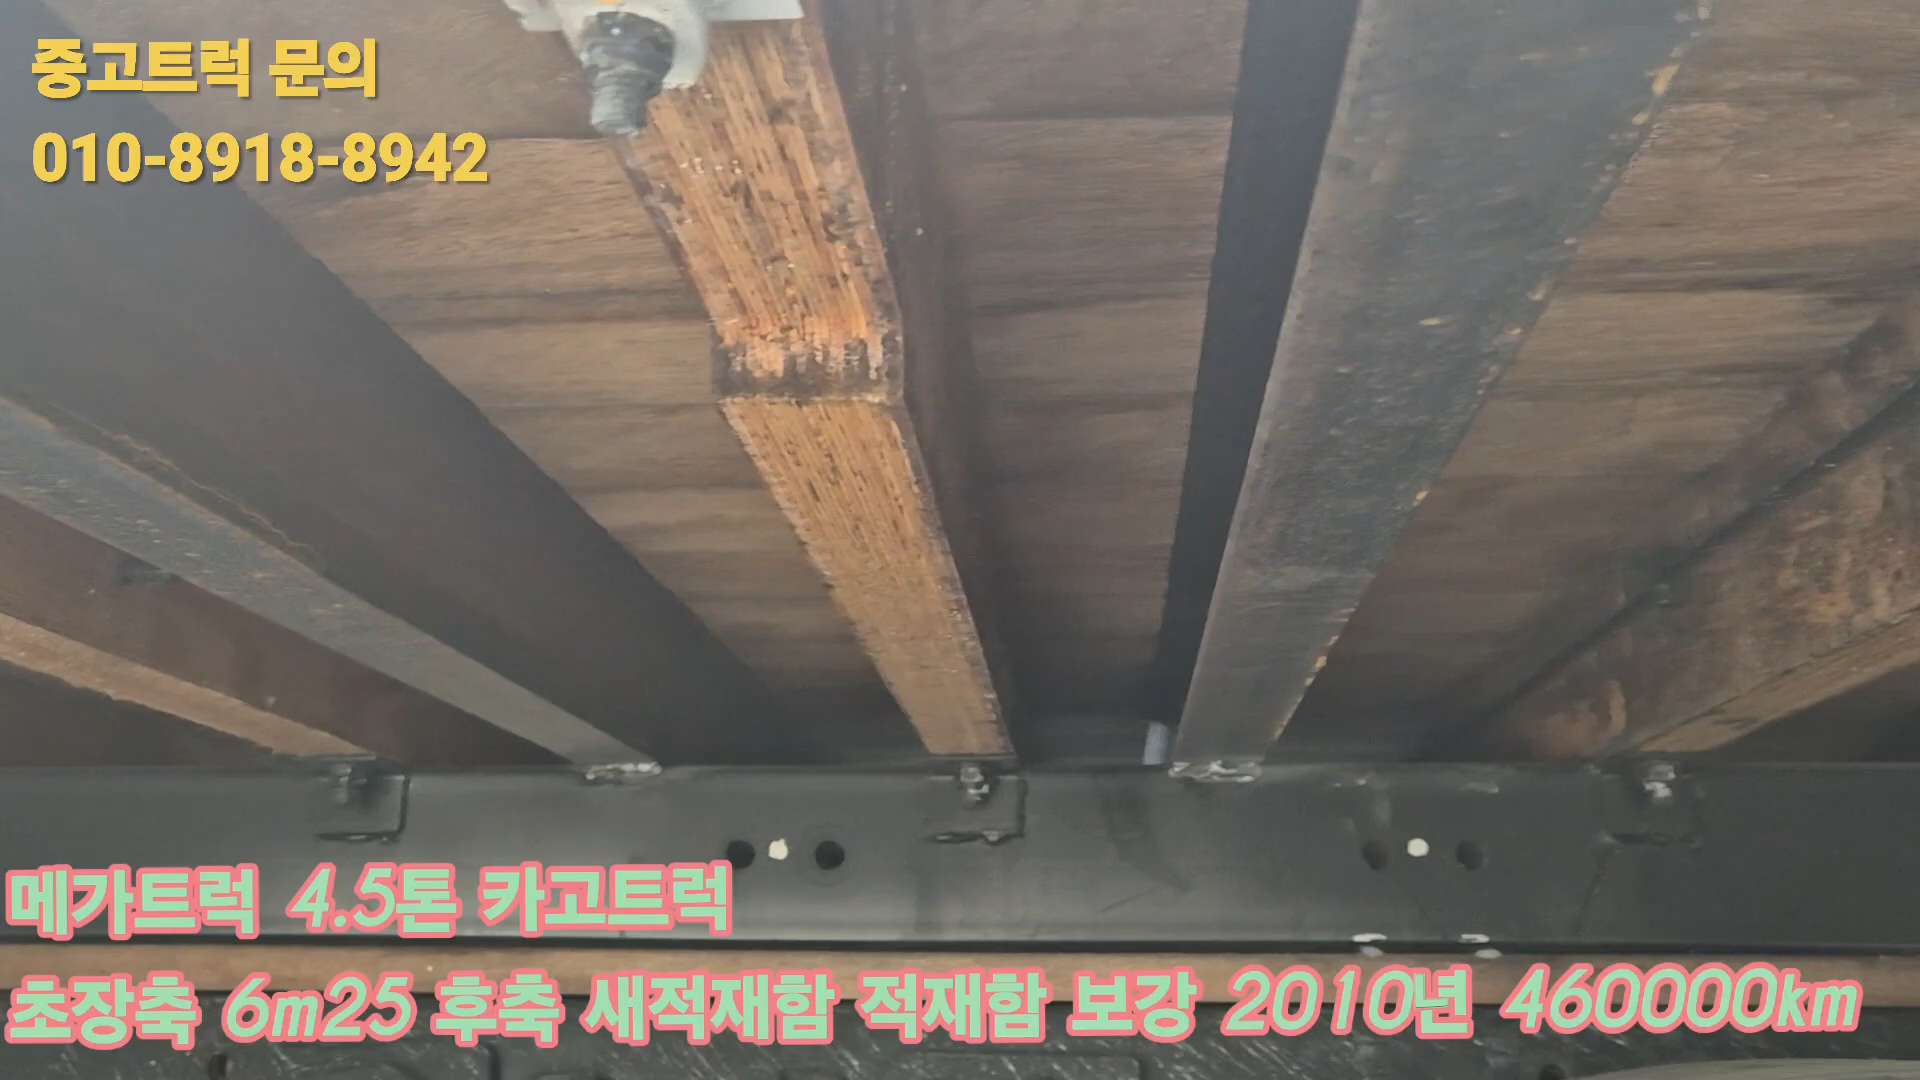 중고트럭 문의
010-8918-8942
메가트럭 4.5톤 카고트럭
초장축 6m25 후축 새적재함 적재함 보강 2010년 460000km